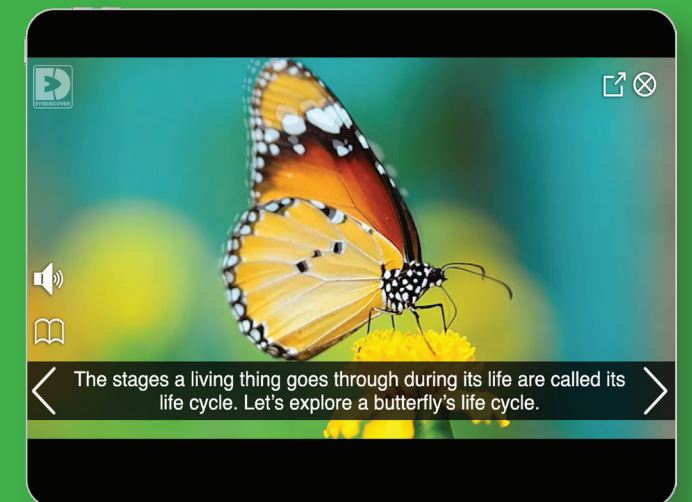 EYEDISCOVER
The stages a living thing goes through during its life are called its
life cycle. Let's explore a butterfly's life cycle.